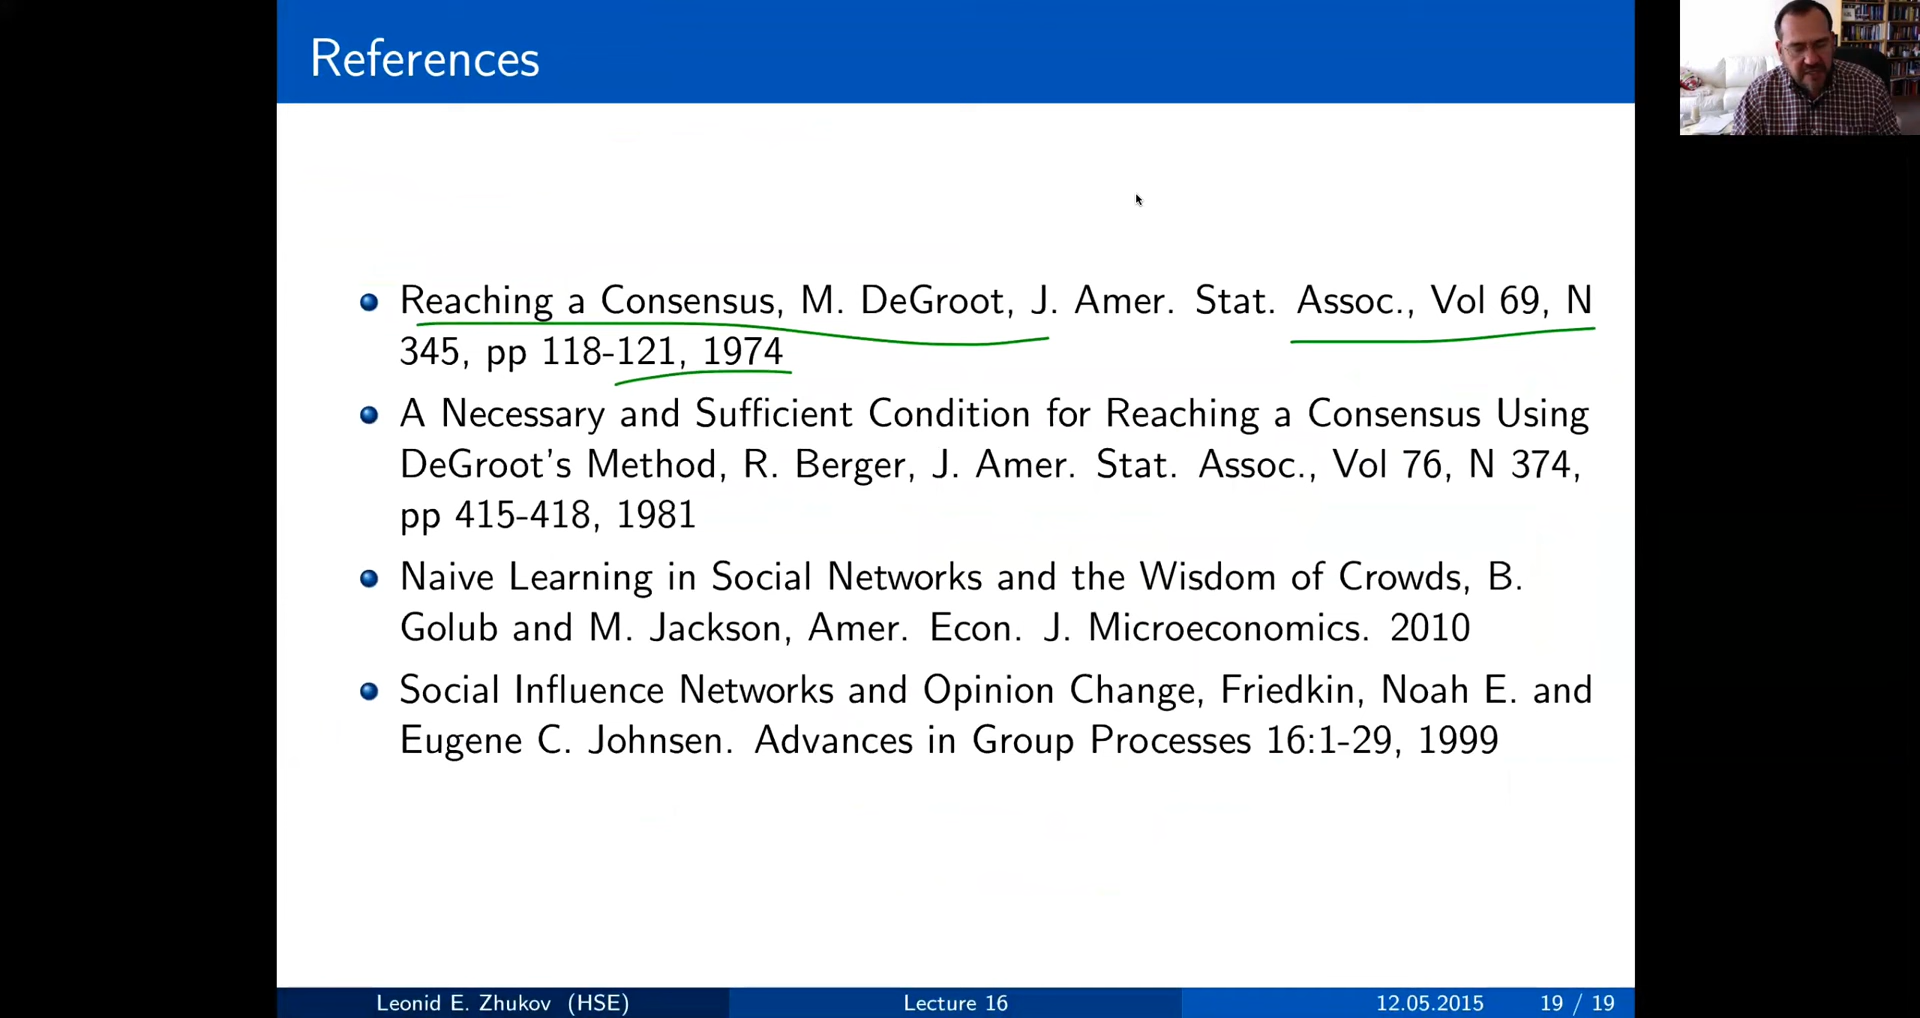 References
Reaching a Consensus, M. DeGroot, J. Amer. Stat. Assoc., Vol 69, N
345, pp 118-121, 1974
A Necessary and Sufficient Condition for Reaching a Consensus Using
DeGroot's Method, R. Berger, J. Amer. Stat. Assoc., Vol 76, N 374,
pp 415-418, 1981
Naive Learning in Social Networks and the Wisdom of Crowds, B.
Golub and M. Jackson, Amer. Econ. J. Microeconomics. 2010
Social Influence Networks and Opinion Change, Friedkin, Noah E. and
Eugene C. Johnsen. Advances in Group Processes 16:1-29, 1999
Leonid E. Zhukov (HSE) Lecture 16 12.05.2015 19 / 19